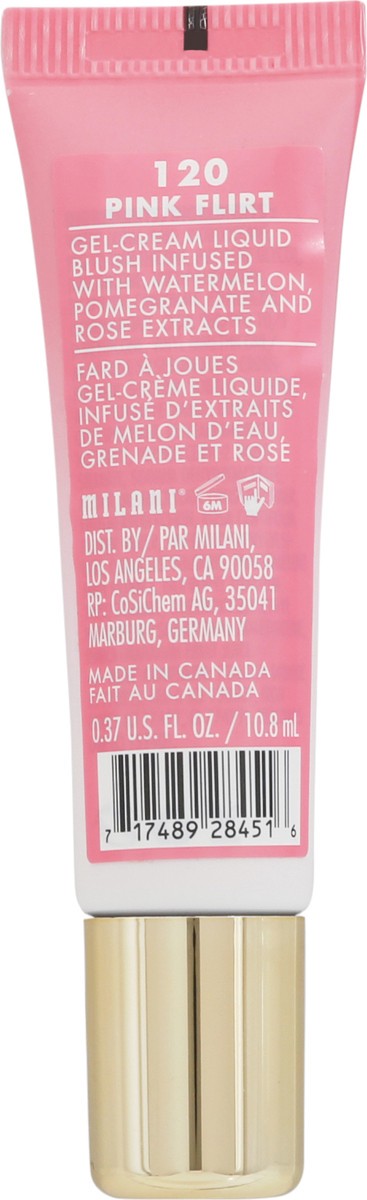 120
PINK FLIRT
GEL-CREAM LIQUID
BLUSH INFUSED
WITH WATERMELON,
POMEGRANATE AND
ROSE EXTRACTS
FARD À JOUES
GEL-CRÈME LIQUIDE,
INFUSÉ D'EXTRAITS
DE MELON D'EAU,
GRENADE ET ROSE
MILANI® 6M
DIST. BY/ PAR MILANI,
LOS ANGELES, CA 90058
RP: CoSiChem AG, 35041
MARBURG, GERMANY
MADE IN CANADA
FAIT AU CANADA
0.37 U.S. FL. OZ. / 10.8 mL
7 17489 28451 6